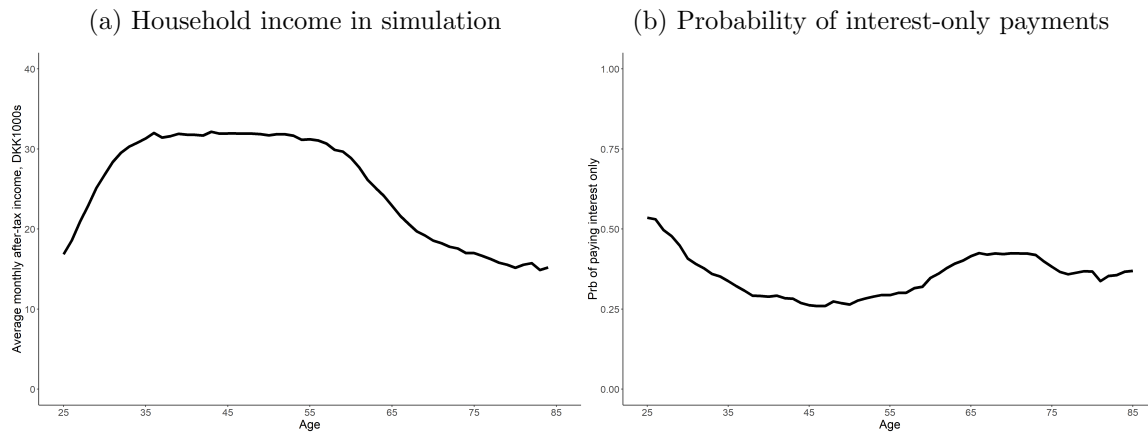 (a) Household income in simulation
(b) Probability of interest-only payments
Average monthly after-tax income, DKK1000s
40
30
20
10
0
25 35 45 55 65 75 85
Age
Prb of paying interest only
1.00
0.75
0.50
0.25
0.00
25 35 45 55 65 75 85
Age